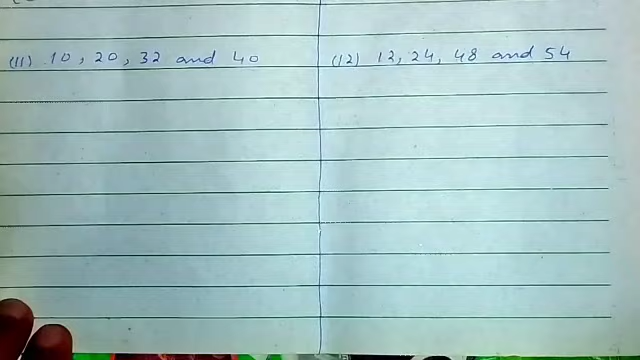 (11) 10, 20, 32 and 40
(12) 12, 24, 48 and 54